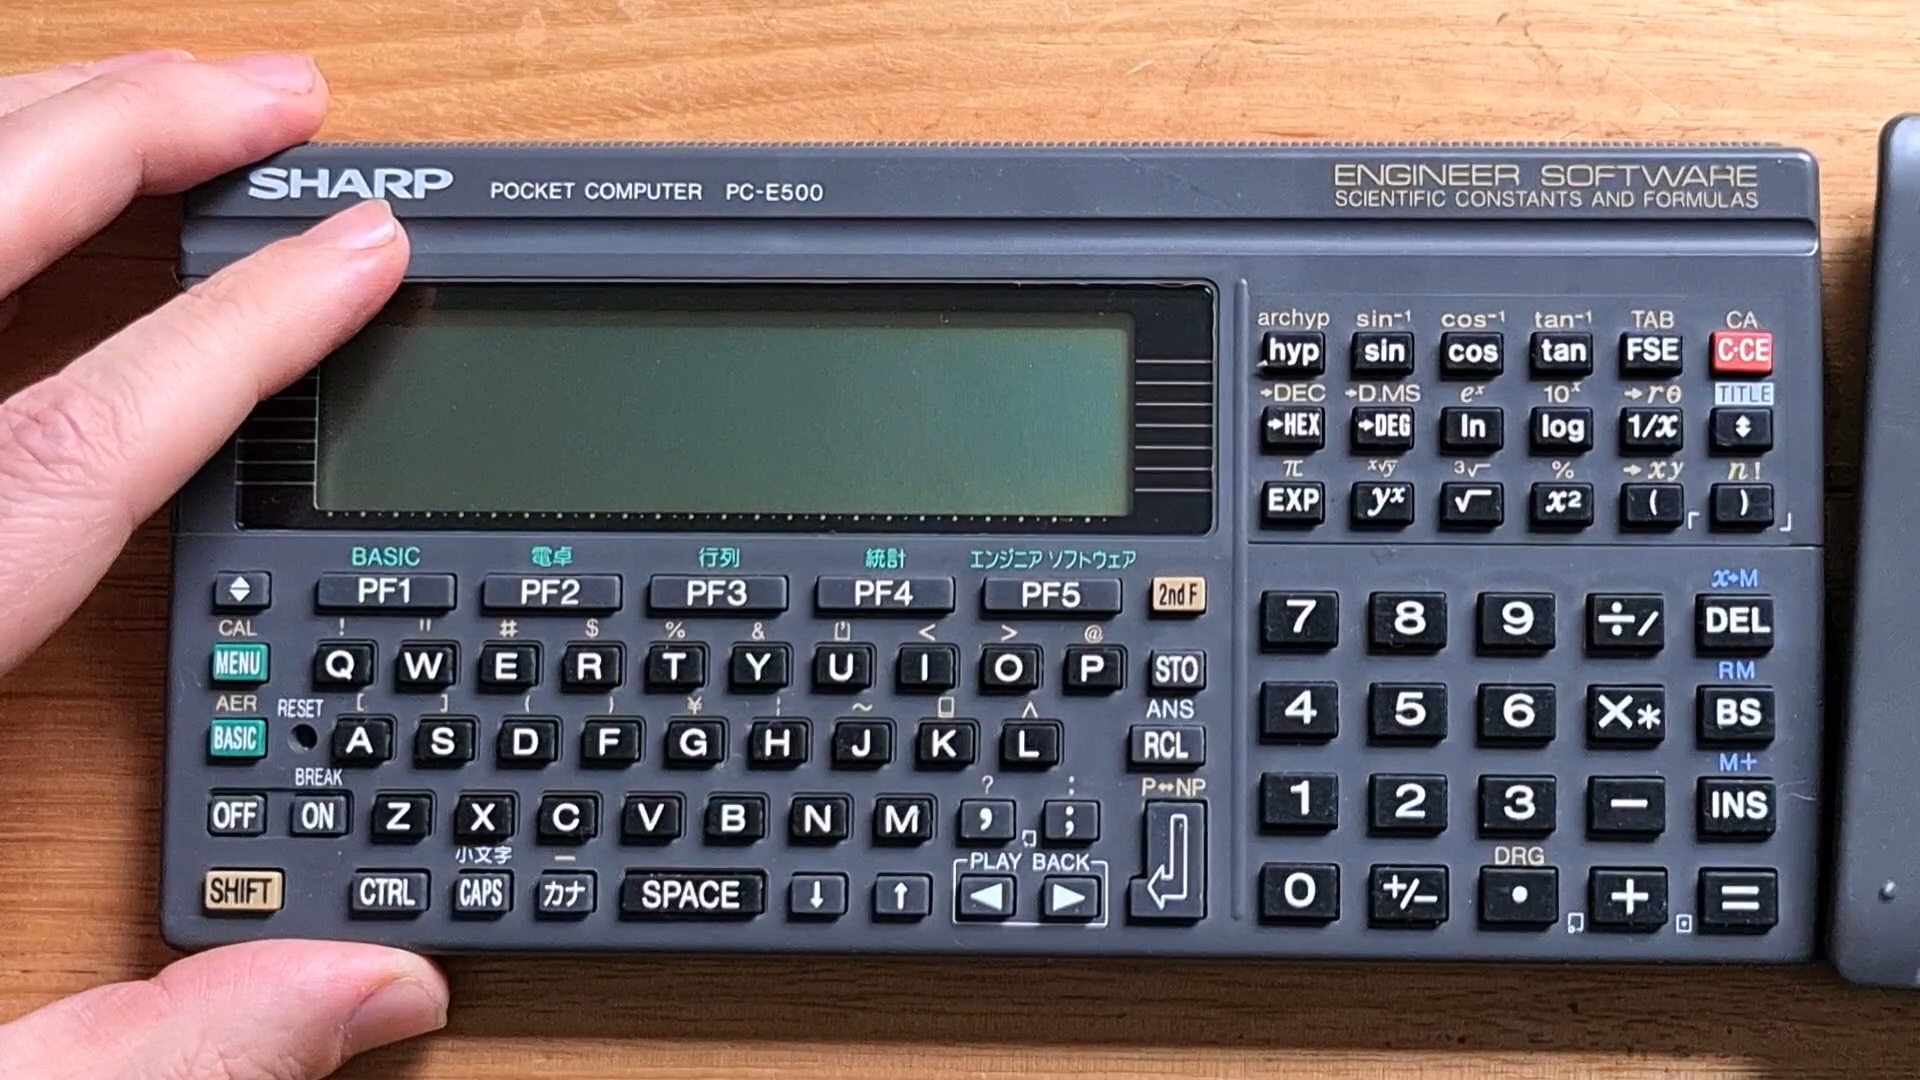 SHARP POCKET COMPUTER PC-E500
ENGINEER SOFTWARE
SCIENTIFIC CONSTANTS AND FORMULAS
archyp sin⁻¹ cos⁻¹ tan⁻¹ TAB CA
hyp sin cos tan FSE C·CE
→DEC →D.MS eˣ 10ˣ →rθ TITLE
→HEX →DEG ln log 1/x ⬍
π ˣ√y ³√ % →xy n!
EXP yˣ √ x² ( )
BASIC 電卓 行列 統計 エンジニア ソフトウェア
⬍ PF1 PF2 PF3 PF4 PF5 2nd F
CAL ! " # $ % & < > @
MENU Q W E R T Y U I O P STO
AER RESET [ ] ( ) ¥ ¦ ~ □ ^ ANS
BASIC A S D F G H J K L RCL
BREAK ? : P↔NP
OFF ON Z X C V B N M , ;
小文字 — PLAY BACK
SHIFT CTRL CAPS カナ SPACE ↓ ↑ ◀ ▶ ↵
x→M
7 8 9 ÷/ DEL
RM
4 5 6 ×* BS
M+
1 2 3 − INS
DRG
0 +/− • + =